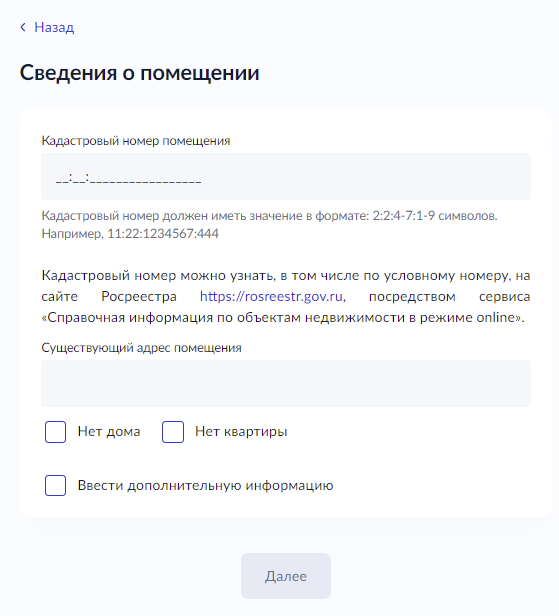 Назад
Сведения о помещении
Кадастровый номер помещения
__:__:_________________
Кадастровый номер должен иметь значение в формате: 2:2:4-7:1-9 символов.
Например, 11:22:1234567:444
Кадастровый номер можно узнать, в том числе по условному номеру, на
сайте Росреестра https://rosreestr.gov.ru, посредством сервиса
«Справочная информация по объектам недвижимости в режиме online».
Существующий адрес помещения
Нет дома Нет квартиры
Ввести дополнительную информацию
Далее